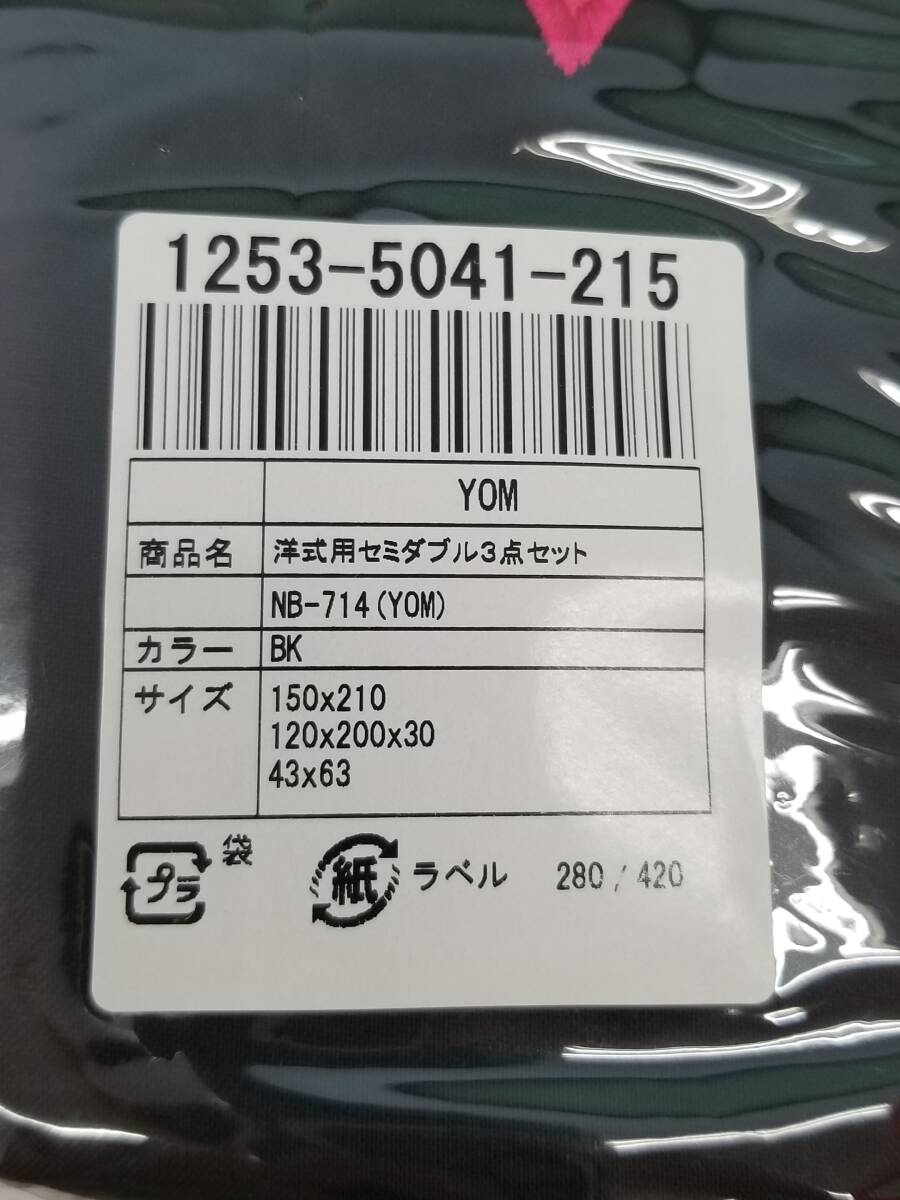 1253-5041-215
YOM
商品名 洋式用セミダブル3点セット
NB-714(YOM)
カラー BK
サイズ 150x210
120x200x30
43x63
プラ 袋 紙 ラベル 280 / 420